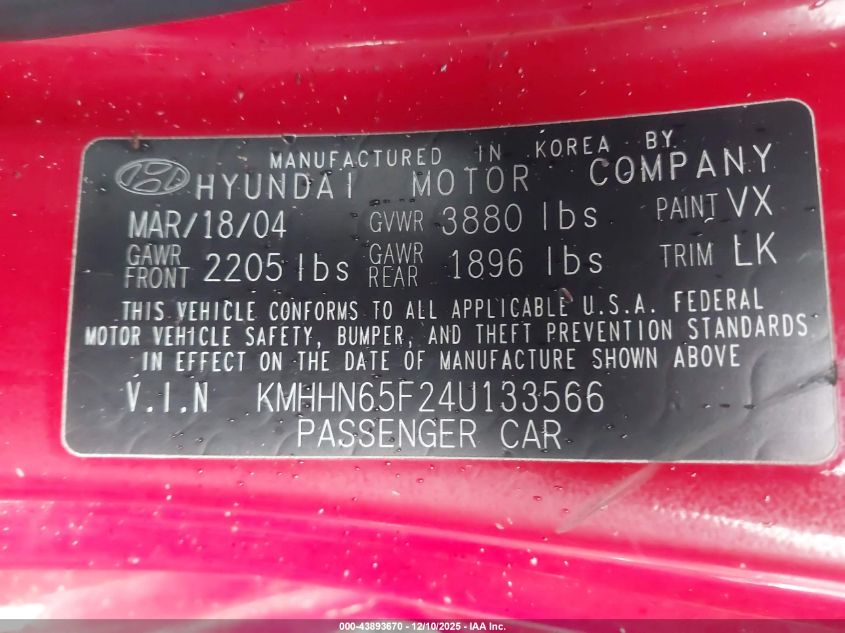 MANUFACTURED IN KOREA BY
HYUNDAI MOTOR COMPANY
MAR/18/04 GVWR 3880 lbs PAINT VX
GAWR FRONT 2205 lbs GAWR REAR 1896 lbs TRIM LK
THIS VEHICLE CONFORMS TO ALL APPLICABLE U.S.A. FEDERAL
MOTOR VEHICLE SAFETY, BUMPER, AND THEFT PREVENTION STANDARDS
IN EFFECT ON THE DATE OF MANUFACTURE SHOWN ABOVE
V.I.N KMHHN65F24U133566
PASSENGER CAR
000-43893670 - 12/10/2025 - IAA Inc.